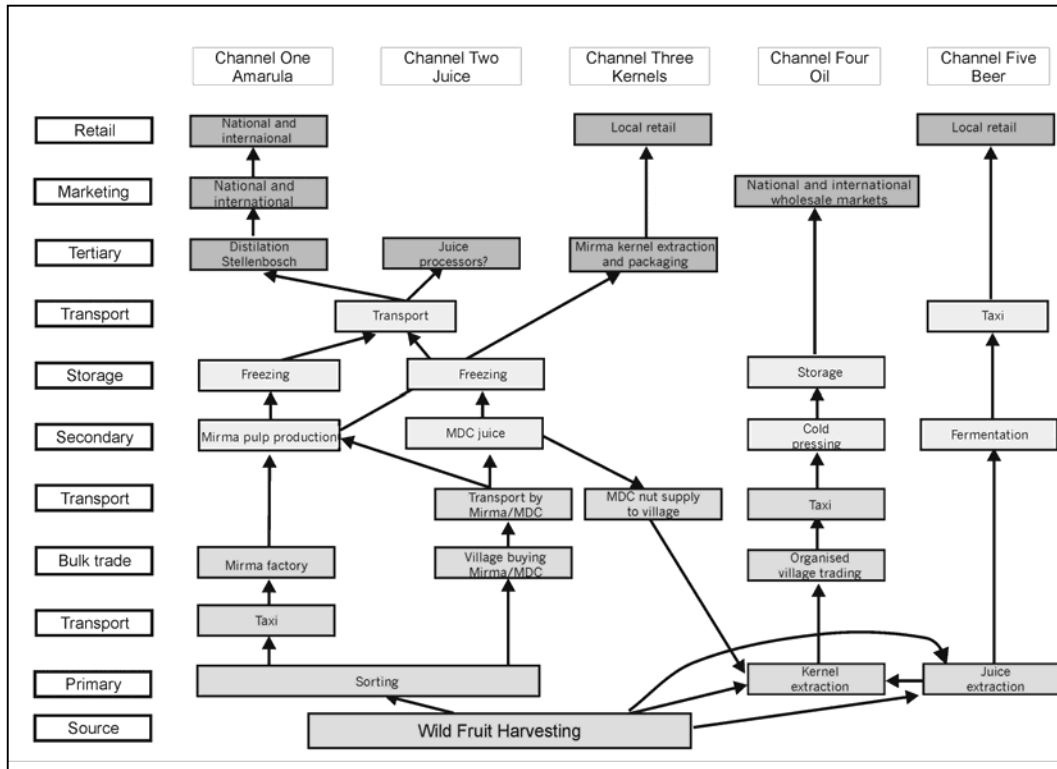 Channel One
Amarula
Channel Two
Juice
Channel Three
Kernels
Channel Four
Oil
Channel Five
Beer
Retail
National and
internaional
Local retail
Local retail
Marketing
National and
international
National and international
wholesale markets
Tertiary
Distilation
Stellenbosch
Juice
processors?
Mirma kernel extraction
and packaging
Transport
Transport
Taxi
Storage
Freezing
Freezing
Storage
Secondary
Mirma pulp production
MDC juice
Cold
pressing
Fermentation
Transport
Transport by
Mirma/MDC
MDC nut supply
to village
Taxi
Bulk trade
Mirma factory
Village buying
Mirma/MDC
Organised
village trading
Transport
Taxi
Primary
Sorting
Kernel
extraction
Juice
extraction
Source
Wild Fruit Harvesting